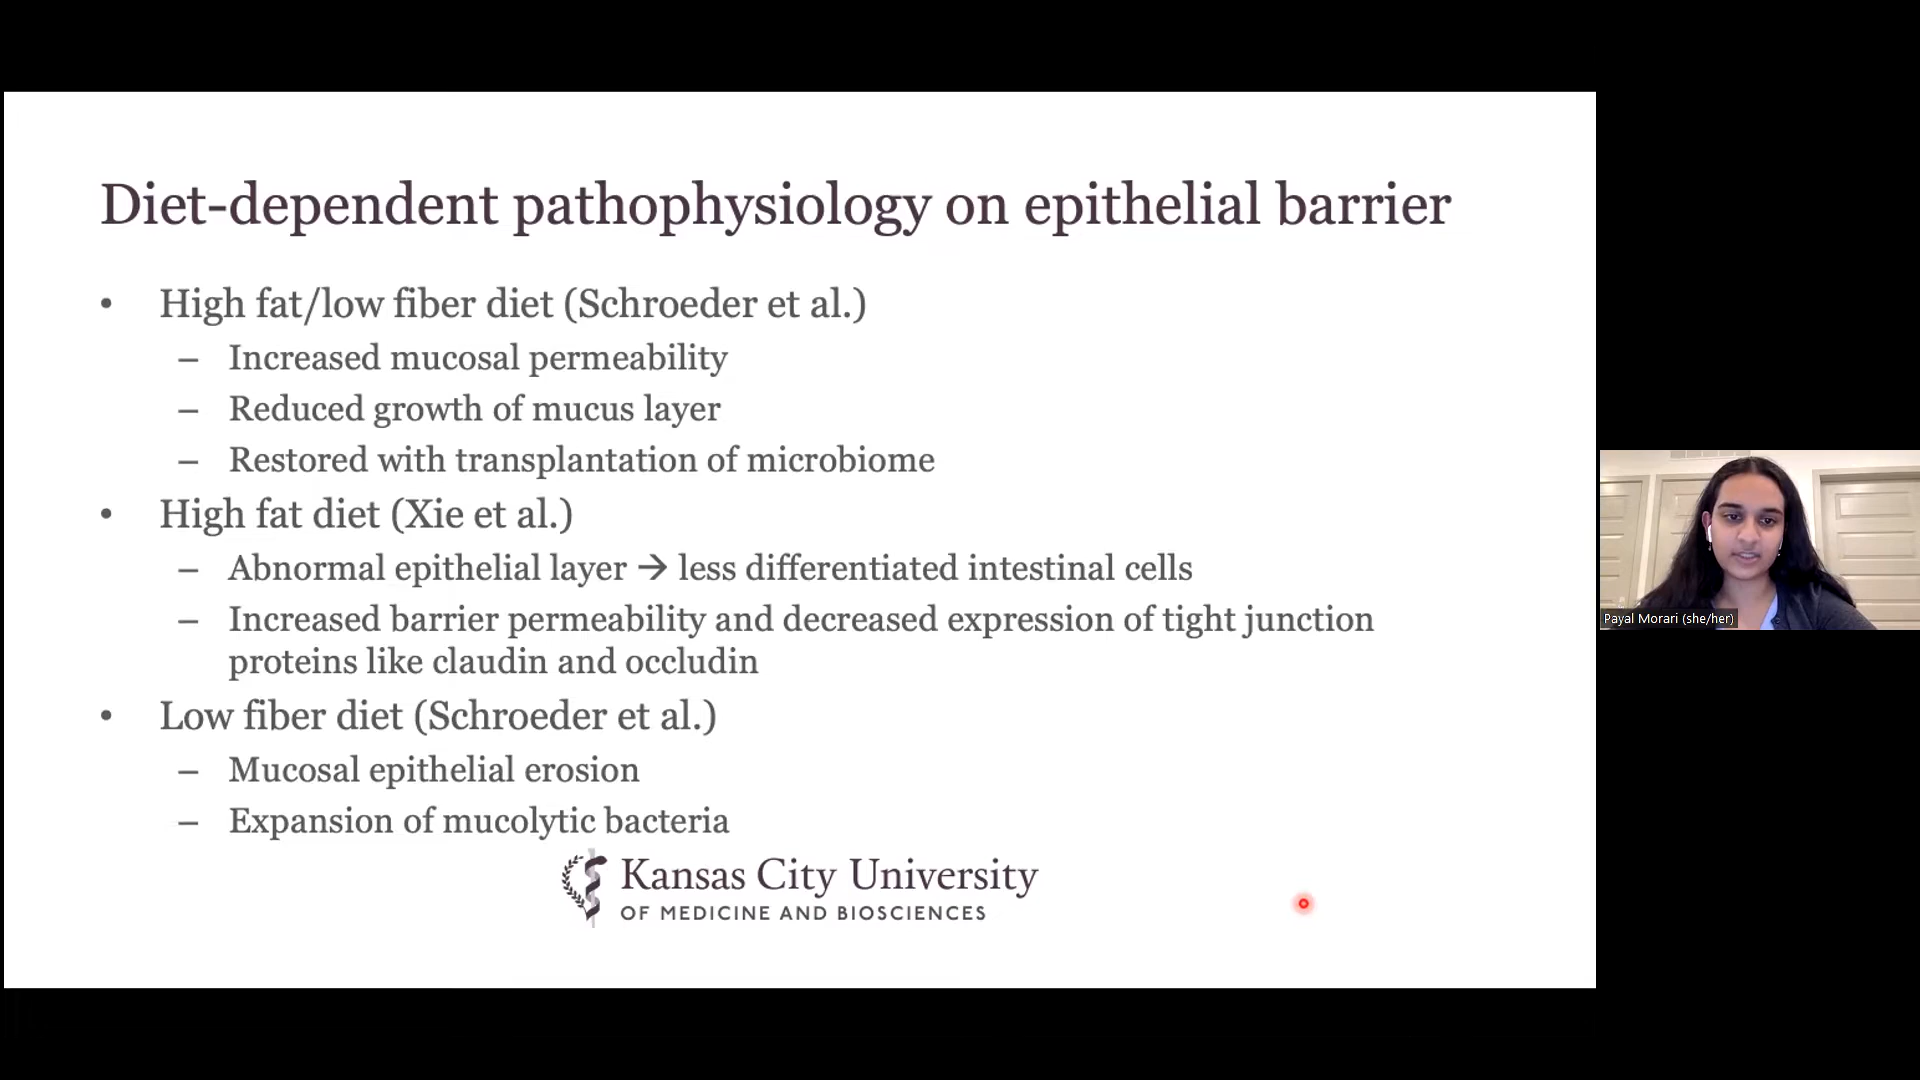 Diet-dependent pathophysiology on epithelial barrier
• High fat/low fiber diet (Schroeder et al.)
– Increased mucosal permeability
– Reduced growth of mucus layer
– Restored with transplantation of microbiome
• High fat diet (Xie et al.)
– Abnormal epithelial layer → less differentiated intestinal cells
– Increased barrier permeability and decreased expression of tight junction
proteins like claudin and occludin
• Low fiber diet (Schroeder et al.)
– Mucosal epithelial erosion
– Expansion of mucolytic bacteria
Kansas City University
OF MEDICINE AND BIOSCIENCES
Payal Morari (she/her)